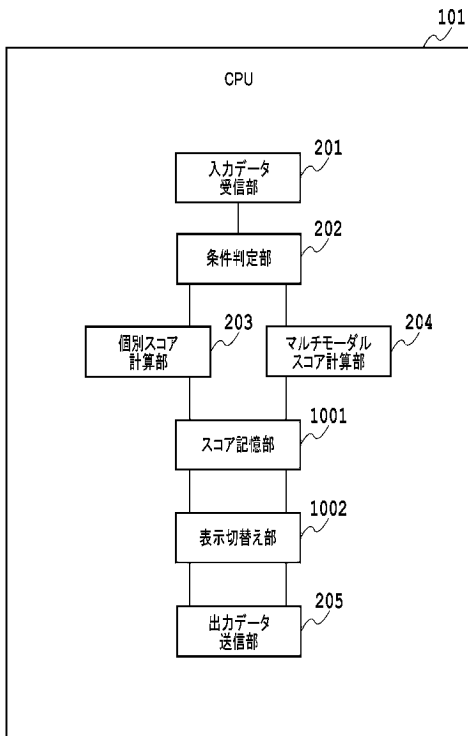 101
CPU
201
入力データ
受信部
202
条件判定部
203
個別スコア
計算部
204
マルチモーダル
スコア計算部
1001
スコア記憶部
1002
表示切替え部
205
出力データ
送信部